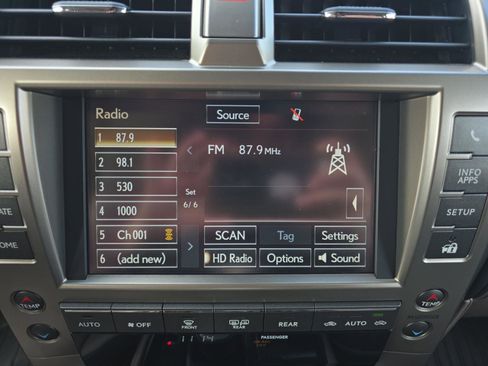 Radio
Source
1 87.9
2 98.1
3 530
4 1000
5 Ch 001
6 (add new)
Set
6/6
FM 87.9 MHz
SCAN
Tag
Settings
HD Radio
Options
Sound
INFO
APPS
SETUP
TEMP
AUTO
OFF
FRONT
REAR
REAR
AUTO
TEMP
PASSENGER